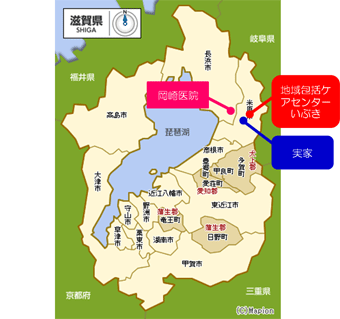 滋賀県
SHIGA
岐阜県
長浜市
福井県
岡崎医院
米原
地域包括ケ
アセンター
いぶき
高島市
琵琶湖
実家
彦根市
犬上郡
多賀町
甲良町
豊郷町
愛荘町
愛知郡
大津市
近江八幡市
東近江市
野洲市
守山市
蒲生郡
竜王町
草津市
栗東市
湖南市
蒲生郡
日野町
甲賀市
京都府
三重県
(C)Mapion